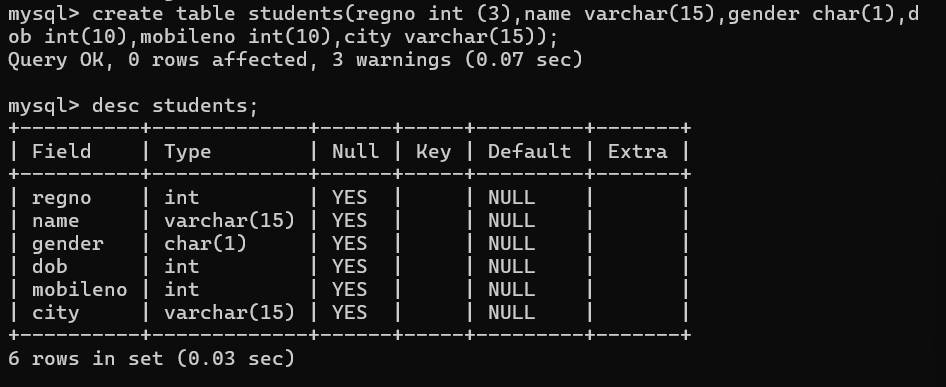 mysql> create table students(regno int (3),name varchar(15),gender char(1),d
ob int(10),mobileno int(10),city varchar(15));
Query OK, 0 rows affected, 3 warnings (0.07 sec)

mysql> desc students;
+----------+-------------+------+-----+---------+-------+
| Field    | Type        | Null | Key | Default | Extra |
+----------+-------------+------+-----+---------+-------+
| regno    | int         | YES  |     | NULL    |       |
| name     | varchar(15) | YES  |     | NULL    |       |
| gender   | char(1)     | YES  |     | NULL    |       |
| dob      | int         | YES  |     | NULL    |       |
| mobileno | int         | YES  |     | NULL    |       |
| city     | varchar(15) | YES  |     | NULL    |       |
+----------+-------------+------+-----+---------+-------+
6 rows in set (0.03 sec)